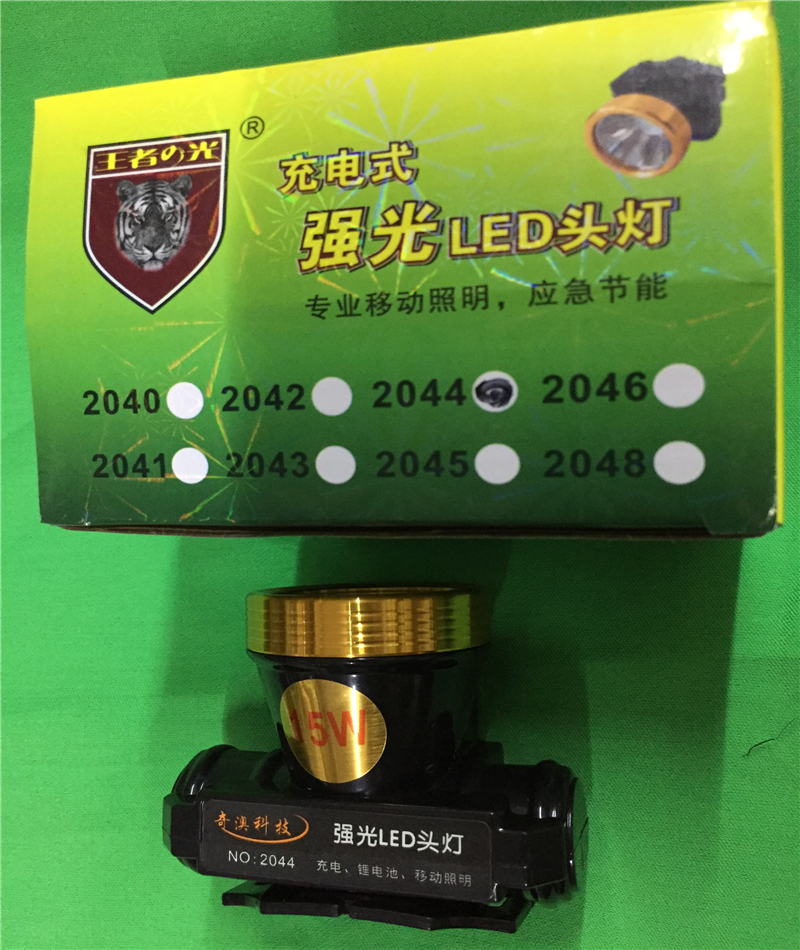 王者の光
®
充电式
强光LED头灯
专业移动照明，应急节能
2040 2042 2044 2046
2041 2043 2045 2048
15W
奇澳科技
强光LED头灯
NO:2044
充电、锂电池、移动照明